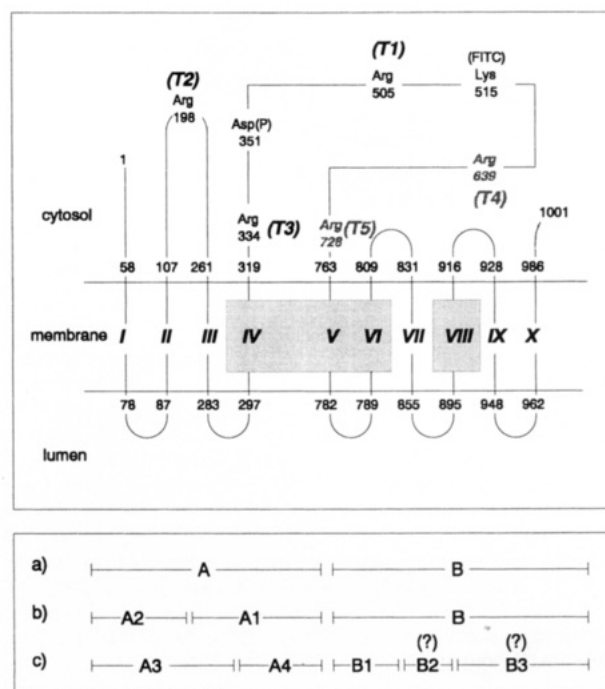 (T1)
(T2) Arg (FITC)
Arg 505 Lys
198 515
Asp(P)
351
1
Arg
639
cytosol Arg (T3) Arg (T5) (T4) 1001
334 728
58 107 261 319 763 809 831 916 928 986
membrane I II III IV V VI VII VIII IX X
78 87 283 297 782 789 855 895 948 962
lumen
a) A B
b) A2 A1 B
(?) (?)
c) A3 A4 B1 B2 B3